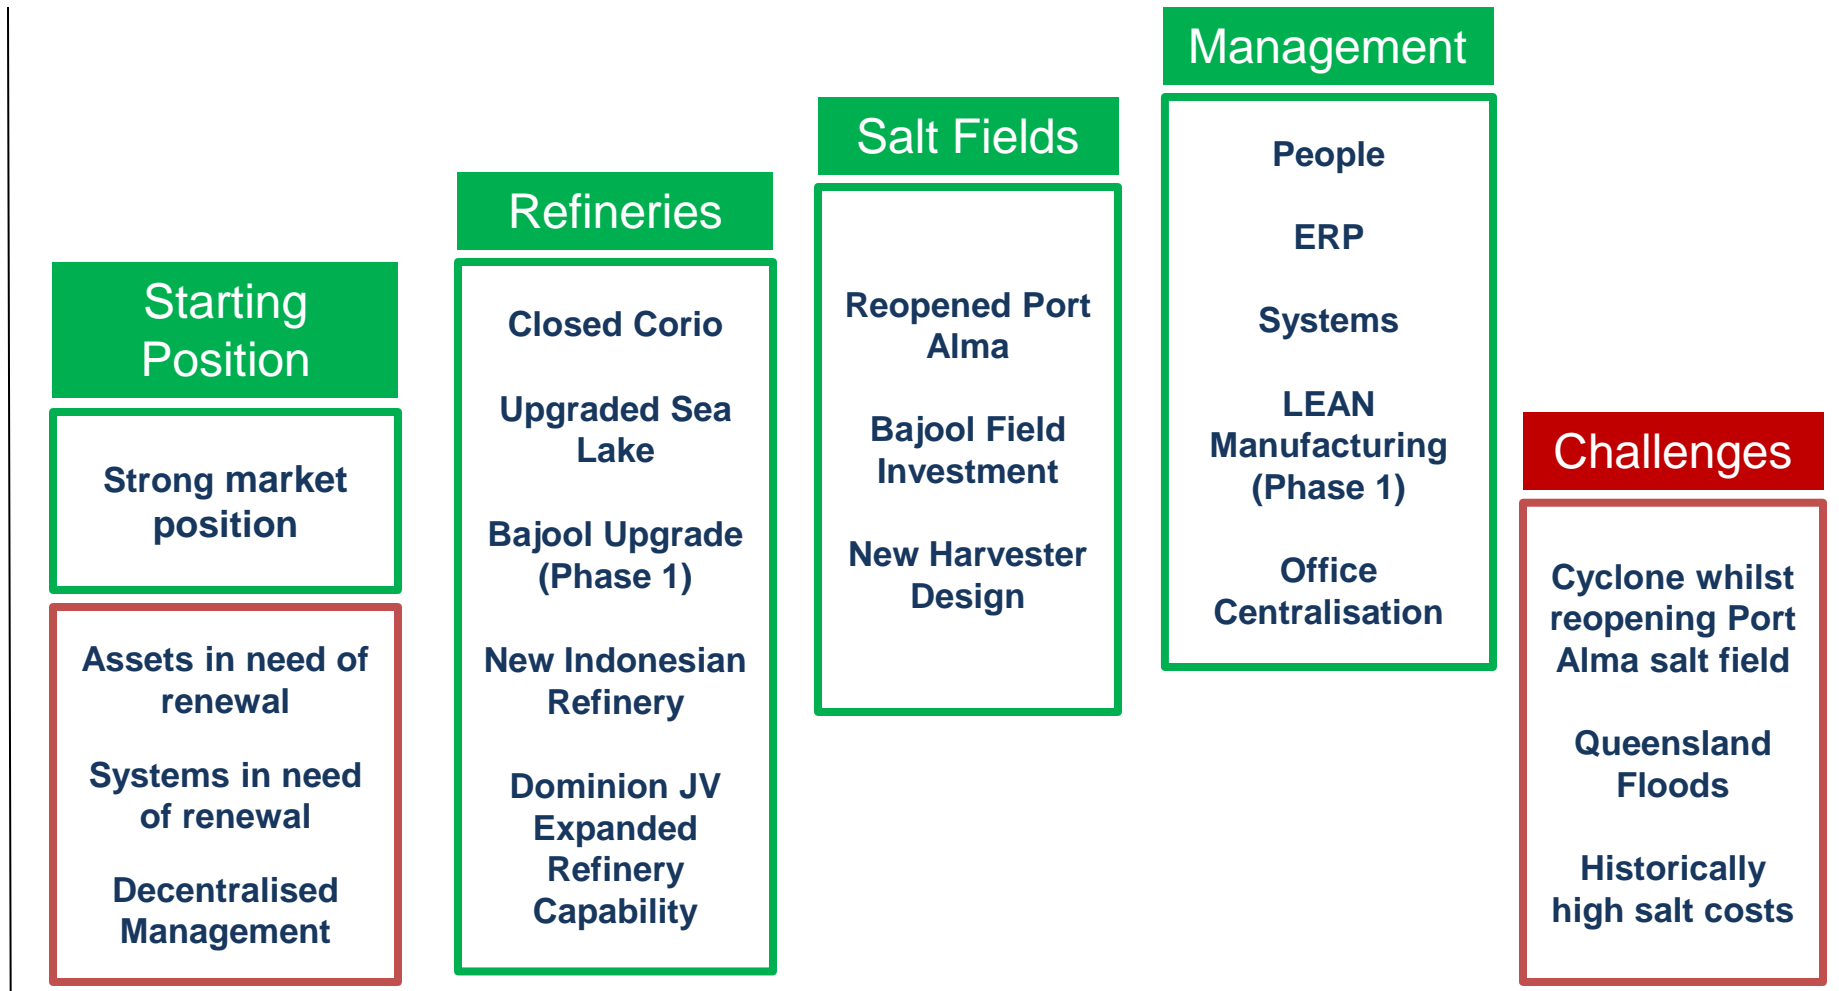 Starting
Position
Strong market
position
Assets in need of
renewal
Systems in need
of renewal
Decentralised
Management
Refineries
Closed Corio
Upgraded Sea
Lake
Bajool Upgrade
(Phase 1)
New Indonesian
Refinery
Dominion JV
Expanded
Refinery
Capability
Salt Fields
Reopened Port
Alma
Bajool Field
Investment
New Harvester
Design
Management
People
ERP
Systems
LEAN
Manufacturing
(Phase 1)
Office
Centralisation
Challenges
Cyclone whilst
reopening Port
Alma salt field
Queensland
Floods
Historically
high salt costs